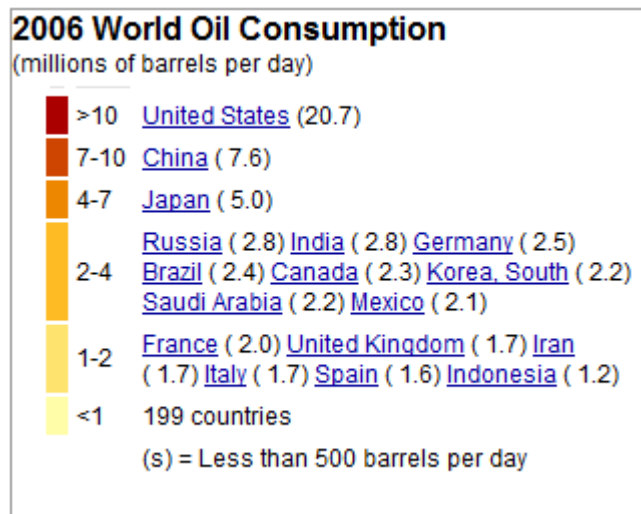 2006 World Oil Consumption
(millions of barrels per day)
>10 United States (20.7)
7-10 China ( 7.6)
4-7 Japan ( 5.0)
Russia ( 2.8) India ( 2.8) Germany ( 2.5)
2-4 Brazil ( 2.4) Canada ( 2.3) Korea, South ( 2.2)
Saudi Arabia ( 2.2) Mexico ( 2.1)
1-2 France ( 2.0) United Kingdom ( 1.7) Iran
( 1.7) Italy ( 1.7) Spain ( 1.6) Indonesia ( 1.2)
<1 199 countries
(s) = Less than 500 barrels per day